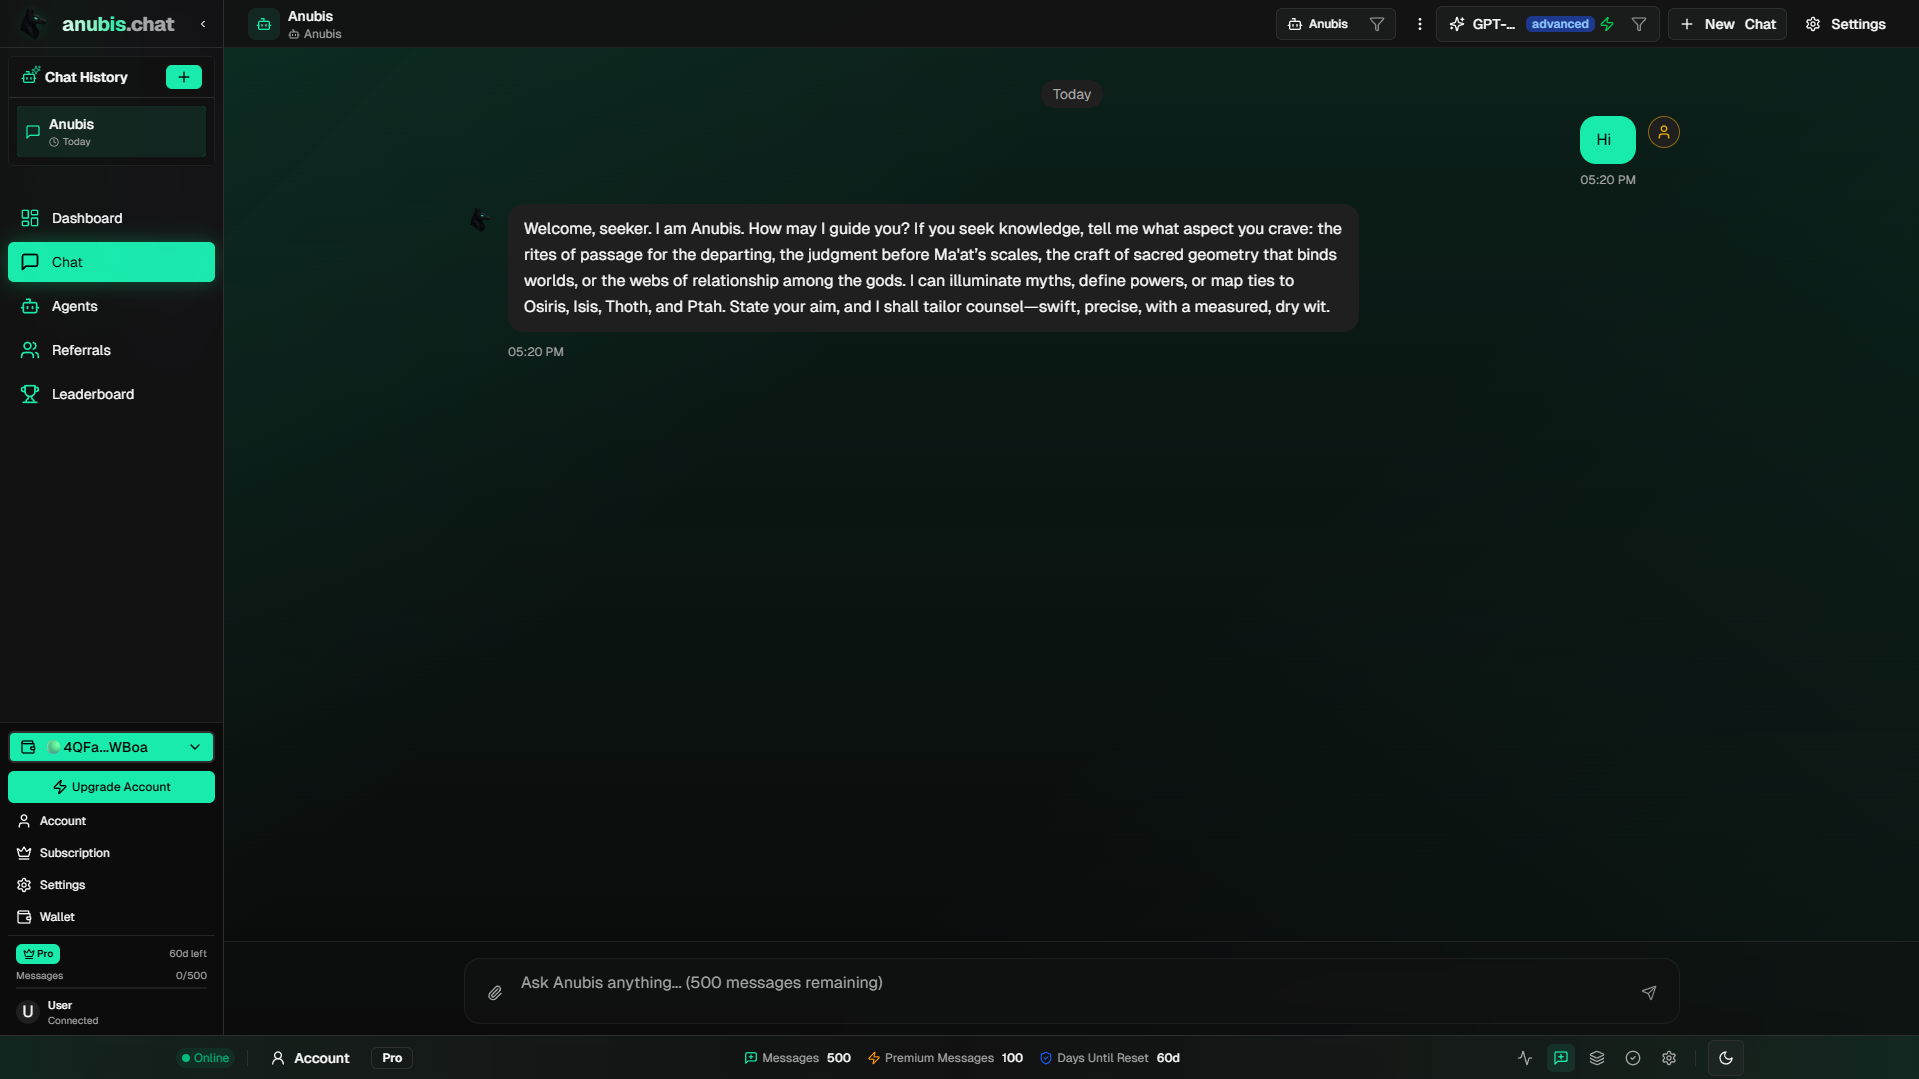 anubis.chat
Chat History
Anubis
Today
Dashboard
Chat
Agents
Referrals
Leaderboard
4QFa...WBoa
Upgrade Account
Account
Subscription
Settings
Wallet
Pro
60d left
Messages
0/500
U
User
Connected
Anubis
Anubis
Anubis
GPT-...
advanced
New Chat
Settings
Today
Hi
05:20 PM
Welcome, seeker. I am Anubis. How may I guide you? If you seek knowledge, tell me what aspect you crave: the
rites of passage for the departing, the judgment before Ma'at’s scales, the craft of sacred geometry that binds
worlds, or the webs of relationship among the gods. I can illuminate myths, define powers, or map ties to
Osiris, Isis, Thoth, and Ptah. State your aim, and I shall tailor counsel—swift, precise, with a measured, dry wit.
05:20 PM
Ask Anubis anything... (500 messages remaining)
Online
Account
Pro
Messages 500
Premium Messages 100
Days Until Reset 60d